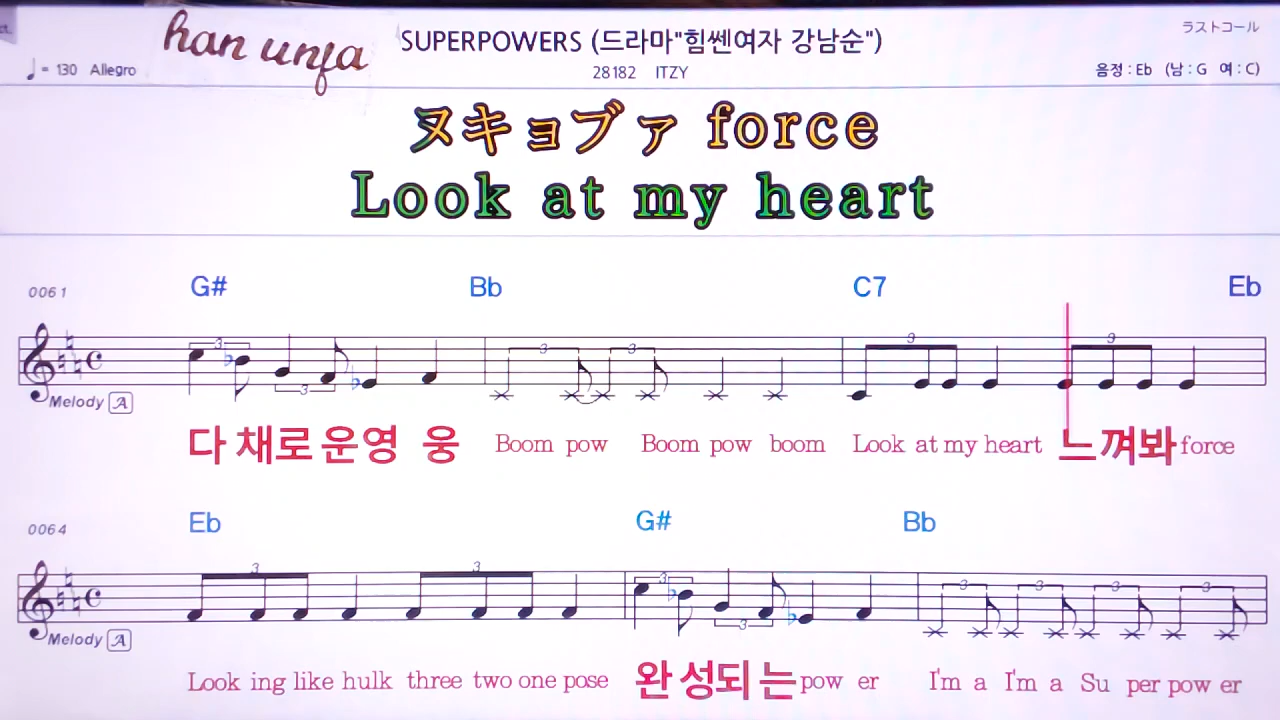 ct.
han unfa
SUPERPOWERS (드라마"힘쎈여자 강남순")
ラストコール
♩= 130 Allegro
28182 ITZY
음정 : Eb (남 : G 여 : C)
ヌキョブァ force
Look at my heart
0061
G# Bb C7 Eb
3 3 3 3 3 3
Melody A
다 채로 운영 웅 Boom pow Boom pow boom Look at my heart 느 껴봐 force
0064
Eb G# Bb
3 3 3 3 3 3 3 3
Melody A
Look ing like hulk three two one pose 완 성되 는 pow er I'm a I'm a Su per pow er